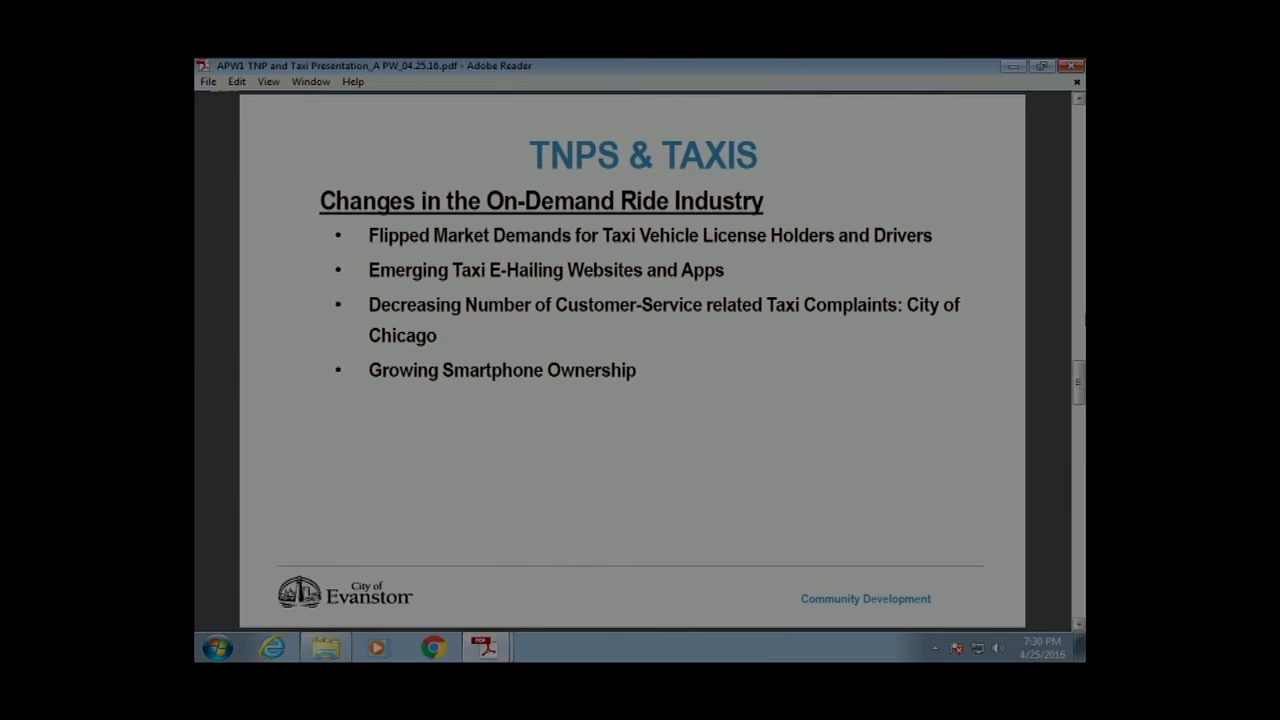 APW1 TNP and Taxi Presentation_A PW_04.25.16.pdf - Adobe Reader
File Edit View Window Help
TNPS & TAXIS
Changes in the On-Demand Ride Industry
• Flipped Market Demands for Taxi Vehicle License Holders and Drivers
• Emerging Taxi E-Hailing Websites and Apps
• Decreasing Number of Customer-Service related Taxi Complaints: City of
Chicago
• Growing Smartphone Ownership
City of
Evanston
Community Development
7:30 PM
4/25/2016